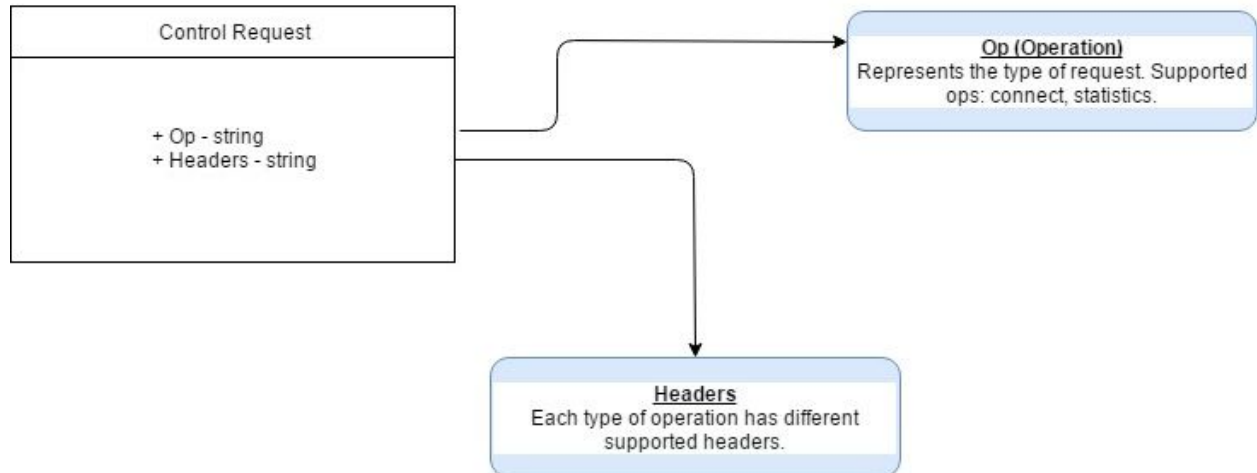 Control Request
+ Op - string
+ Headers - string
Op (Operation)
Represents the type of request. Supported
ops: connect, statistics.
Headers
Each type of operation has different
supported headers.